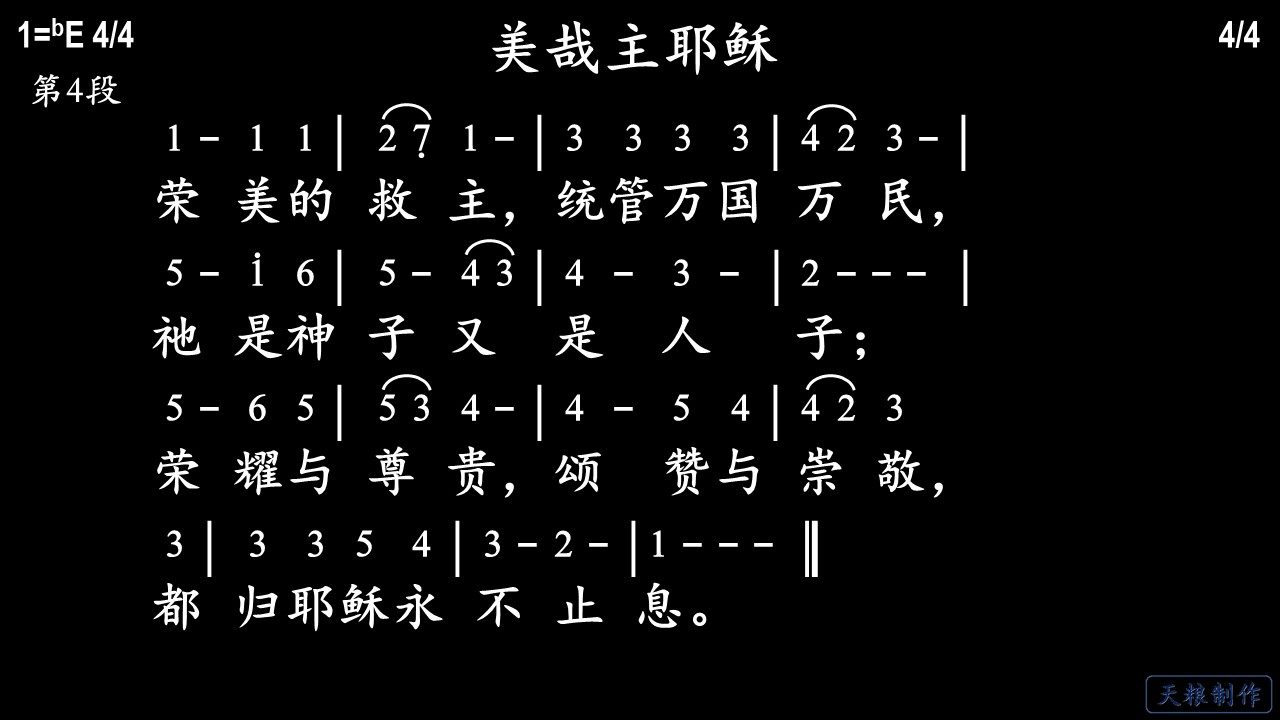 1=ᵇE 4/4
美哉主耶稣
4/4
第4段
1 – 1 1 | 2 7̣ 1 – | 3 3 3 3 | 4 2 3 – |
荣 美的 救 主，统管万国 万 民，
5 – i 6 | 5 – 4 3 | 4 – 3 – | 2 – – – |
祂 是神 子 又 是 人 子；
5 – 6 5 | 5 3 4 – | 4 – 5 4 | 4 2 3
荣 耀与 尊 贵，颂 赞与 崇 敬，
3 | 3 3 5 4 | 3 – 2 – | 1 – – – ‖
都 归耶稣永 不 止 息。
天粮制作